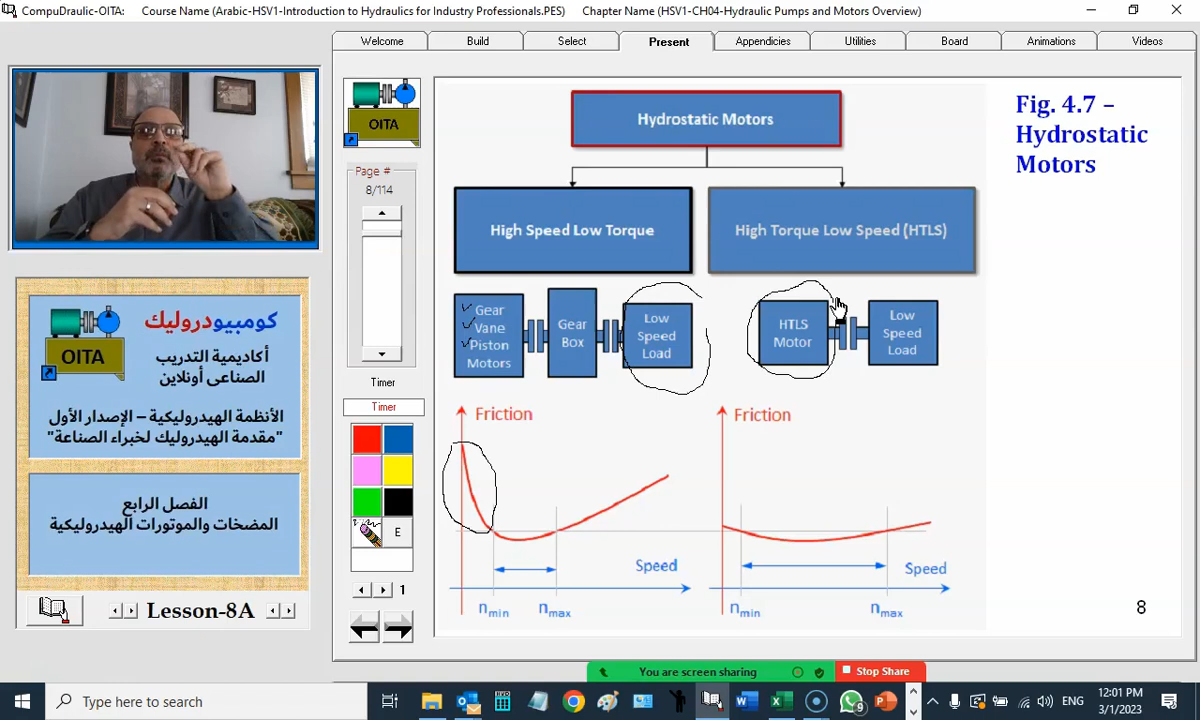 CompuDraulic-OITA: Course Name (Arabic-HSV1-Introduction to Hydraulics for Industry Professionals.PES) Chapter Name (HSV1-CH04-Hydraulic Pumps and Motors Overview)
Welcome Build Select Present Appendicies Utilities Board Animations Videos
OITA
Page #
8/114
Timer
Timer
E
1
Hydrostatic Motors
High Speed Low Torque
High Torque Low Speed (HTLS)
Gear
Vane
Piston
Motors
Gear
Box
Low
Speed
Load
HTLS
Motor
Low
Speed
Load
Friction
Speed
nmin nmax
Friction
Speed
nmin nmax
Fig. 4.7 –
Hydrostatic
Motors
8
كومبيودروليك
OITA
أكاديمية التدريب
الصناعى أونلاين
الأنظمة الهيدروليكية – الإصدار الأول
"مقدمة الهيدروليك لخبراء الصناعة"
الفصل الرابع
المضخات والموتورات الهيدروليكية
Lesson-8A
You are screen sharing
Stop Share
Type here to search
9
ENG
12:01 PM
3/1/2023